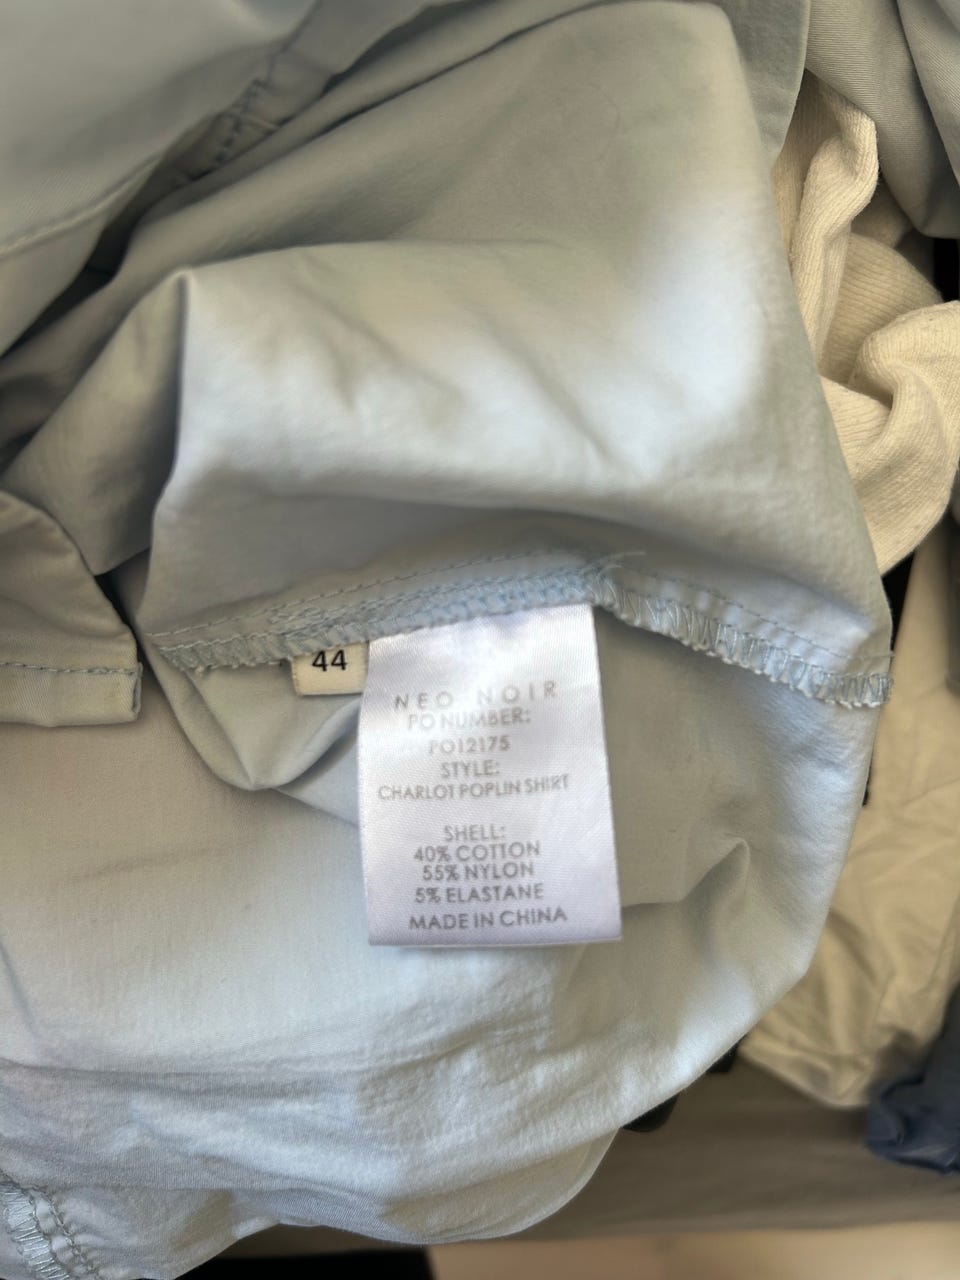 44
NEO NOIR
PO NUMBER:
PO12175
STYLE:
CHARLOT POPLIN SHIRT
SHELL:
40% COTTON
55% NYLON
5% ELASTANE
MADE IN CHINA